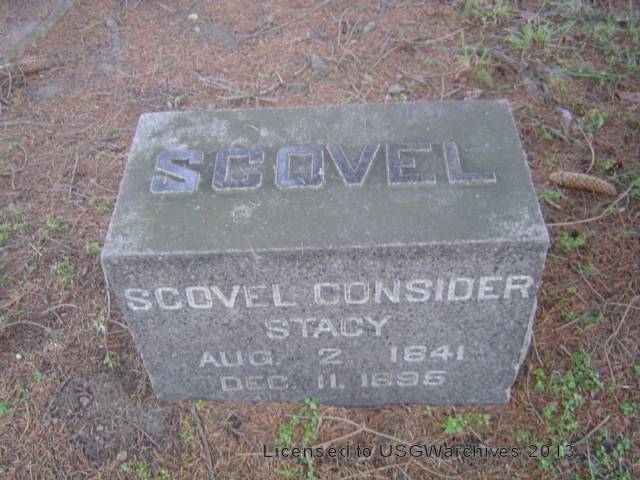 SCOVEL
SCOVEL CONSIDER
STACY
AUG. 2 1841
DEC. 11. 1895
Licensed to USGWarchives 2013